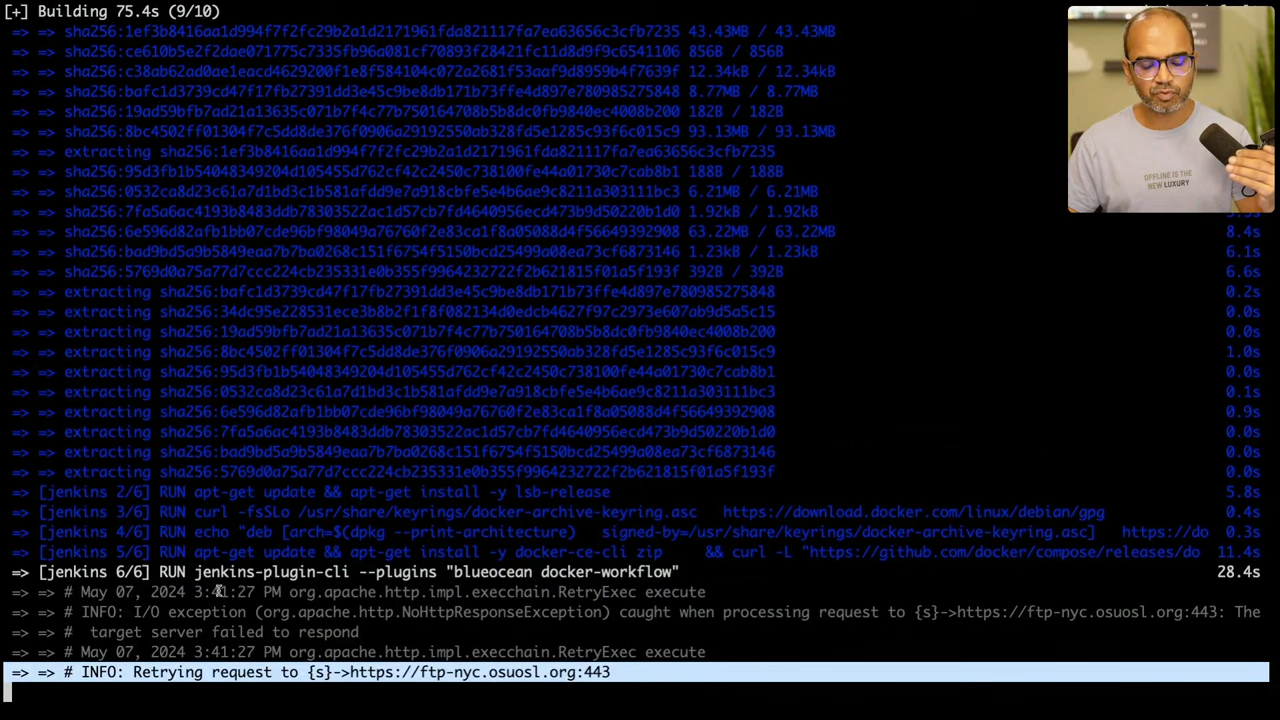 [+] Building 75.4s (9/10)
=> => sha256:1ef3b8416aa1d994f7f2fc29b2a1d2171961fda821117fa7ea63656c3cfb7235 43.43MB / 43.43MB
=> => sha256:ce610b5e2f2dae071775c7335fb96a081cf70893f28421fc11d8d9f9c6541106 856B / 856B
=> => sha256:c38ab62ad0ae1eacd4629200f1e8f5841044f2a2681f53aaf9d8959b4f7639f 12.34kB / 12.34kB
=> => sha256:bafc1d3739cd47f17fb27391dd3e45c9be8db171b73ffe4d897e780985275848 8.77MB / 8.77MB
=> => sha256:19ad59bfb7ad21a13635c071b7f4c77b750164708b5b8dc0fb9840ec4008b200 182B / 182B
=> => sha256:8bc4502ff01304f7c5dd8de376f0906a29192550ab328fd5e1285c93f6c015c9 93.13MB / 93.13MB
=> => extracting sha256:1ef3b8416aa1d994f7f2fc29b2a1d2171961fda821117fa7ea63656c3cfb7235
=> => sha256:95d3fb1b54048349204d105455d762cf42c2450c738100fe44a01730c7cab8b1 188B / 188B
=> => sha256:0532ca8d23c61a7d1bd3c1b581afdd9e7a918cbfe5e4b6ae9c8211a303111bc3 6.21MB / 6.21MB
=> => sha256:7fa5a6ac4193b8483ddb78303522ac1d57cb7fd4640956ecd473b9d50220b1d0 1.92kB / 1.92kB
=> => sha256:6e596d82afb1bb07cde96bf98049a76760f2e83ca1f8a05088d4f56649392908 63.22MB / 63.22MB 8.4s
=> => sha256:bad9bd5a9b5849eaa7b7ba0268c151f6754f5150bcd25499a08ea73cf6873146 1.23kB / 1.23kB 6.1s
=> => sha256:5769d0a75a77d7ccc224cb235331e0b355f9964232722f2b621815f01a5f193f 392B / 392B 6.6s
=> => extracting sha256:bafc1d3739cd47f17fb27391dd3e45c9be8db171b73ffe4d897e780985275848 0.2s
=> => extracting sha256:34dc95e228531ece3b8b2f1f8f082134d0edcb4627f97c2973e607ab9d5a5c15 0.0s
=> => extracting sha256:19ad59bfb7ad21a13635c071b7f4c77b750164708b5b8dc0fb9840ec4008b200 0.0s
=> => extracting sha256:8bc4502ff01304f7c5dd8de376f0906a29192550ab328fd5e1285c93f6c015c9 1.0s
=> => extracting sha256:95d3fb1b54048349204d105455d762cf42c2450c738100fe44a01730c7cab8b1 0.0s
=> => extracting sha256:0532ca8d23c61a7d1bd3c1b581afdd9e7a918cbfe5e4b6ae9c8211a303111bc3 0.1s
=> => extracting sha256:6e596d82afb1bb07cde96bf98049a76760f2e83ca1f8a05088d4f56649392908 0.9s
=> => extracting sha256:7fa5a6ac4193b8483ddb78303522ac1d57cb7fd4640956ecd473b9d50220b1d0 0.0s
=> => extracting sha256:bad9bd5a9b5849eaa7b7ba0268c151f6754f5150bcd25499a08ea73cf6873146 0.0s
=> => extracting sha256:5769d0a75a77d7ccc224cb235331e0b355f9964232722f2b621815f01a5f193f 0.0s
=> [jenkins 2/6] RUN apt-get update && apt-get install -y lsb-release 5.8s
=> [jenkins 3/6] RUN curl -fsSLo /usr/share/keyrings/docker-archive-keyring.asc https://download.docker.com/linux/debian/gpg 0.4s
=> [jenkins 4/6] RUN echo "deb [arch=$(dpkg --print-architecture) signed-by=/usr/share/keyrings/docker-archive-keyring.asc] https://do 0.3s
=> [jenkins 5/6] RUN apt-get update && apt-get install -y docker-ce-cli zip && curl -L "https://github.com/docker/compose/releases/do 11.4s
=> [jenkins 6/6] RUN jenkins-plugin-cli --plugins "blueocean docker-workflow" 28.4s
=> => # May 07, 2024 3:41:27 PM org.apache.http.impl.execchain.RetryExec execute
=> => # INFO: I/O exception (org.apache.http.NoHttpResponseException) caught when processing request to {s}->https://ftp-nyc.osuosl.org:443: The
=> => # target server failed to respond
=> => # May 07, 2024 3:41:27 PM org.apache.http.impl.execchain.RetryExec execute
=> => # INFO: Retrying request to {s}->https://ftp-nyc.osuosl.org:443
OFFLINE IS THE
NEW LUXURY